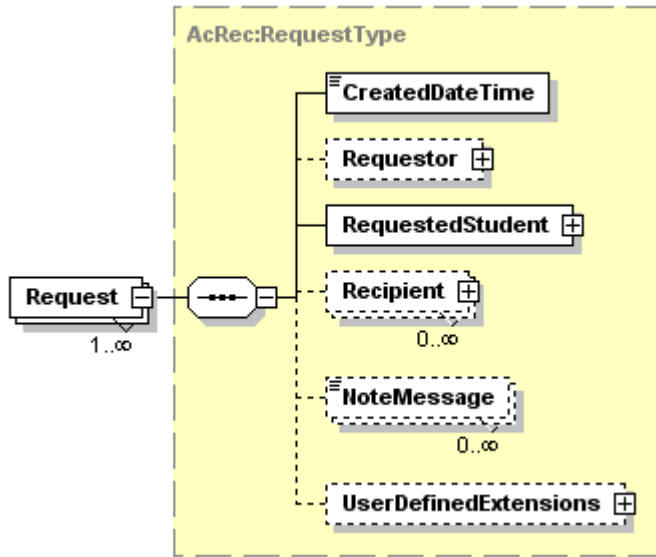 AcRec:RequestType
CreatedDateTime
Requestor
RequestedStudent
Request
1..∞
Recipient
0..∞
NoteMessage
0..∞
UserDefinedExtensions